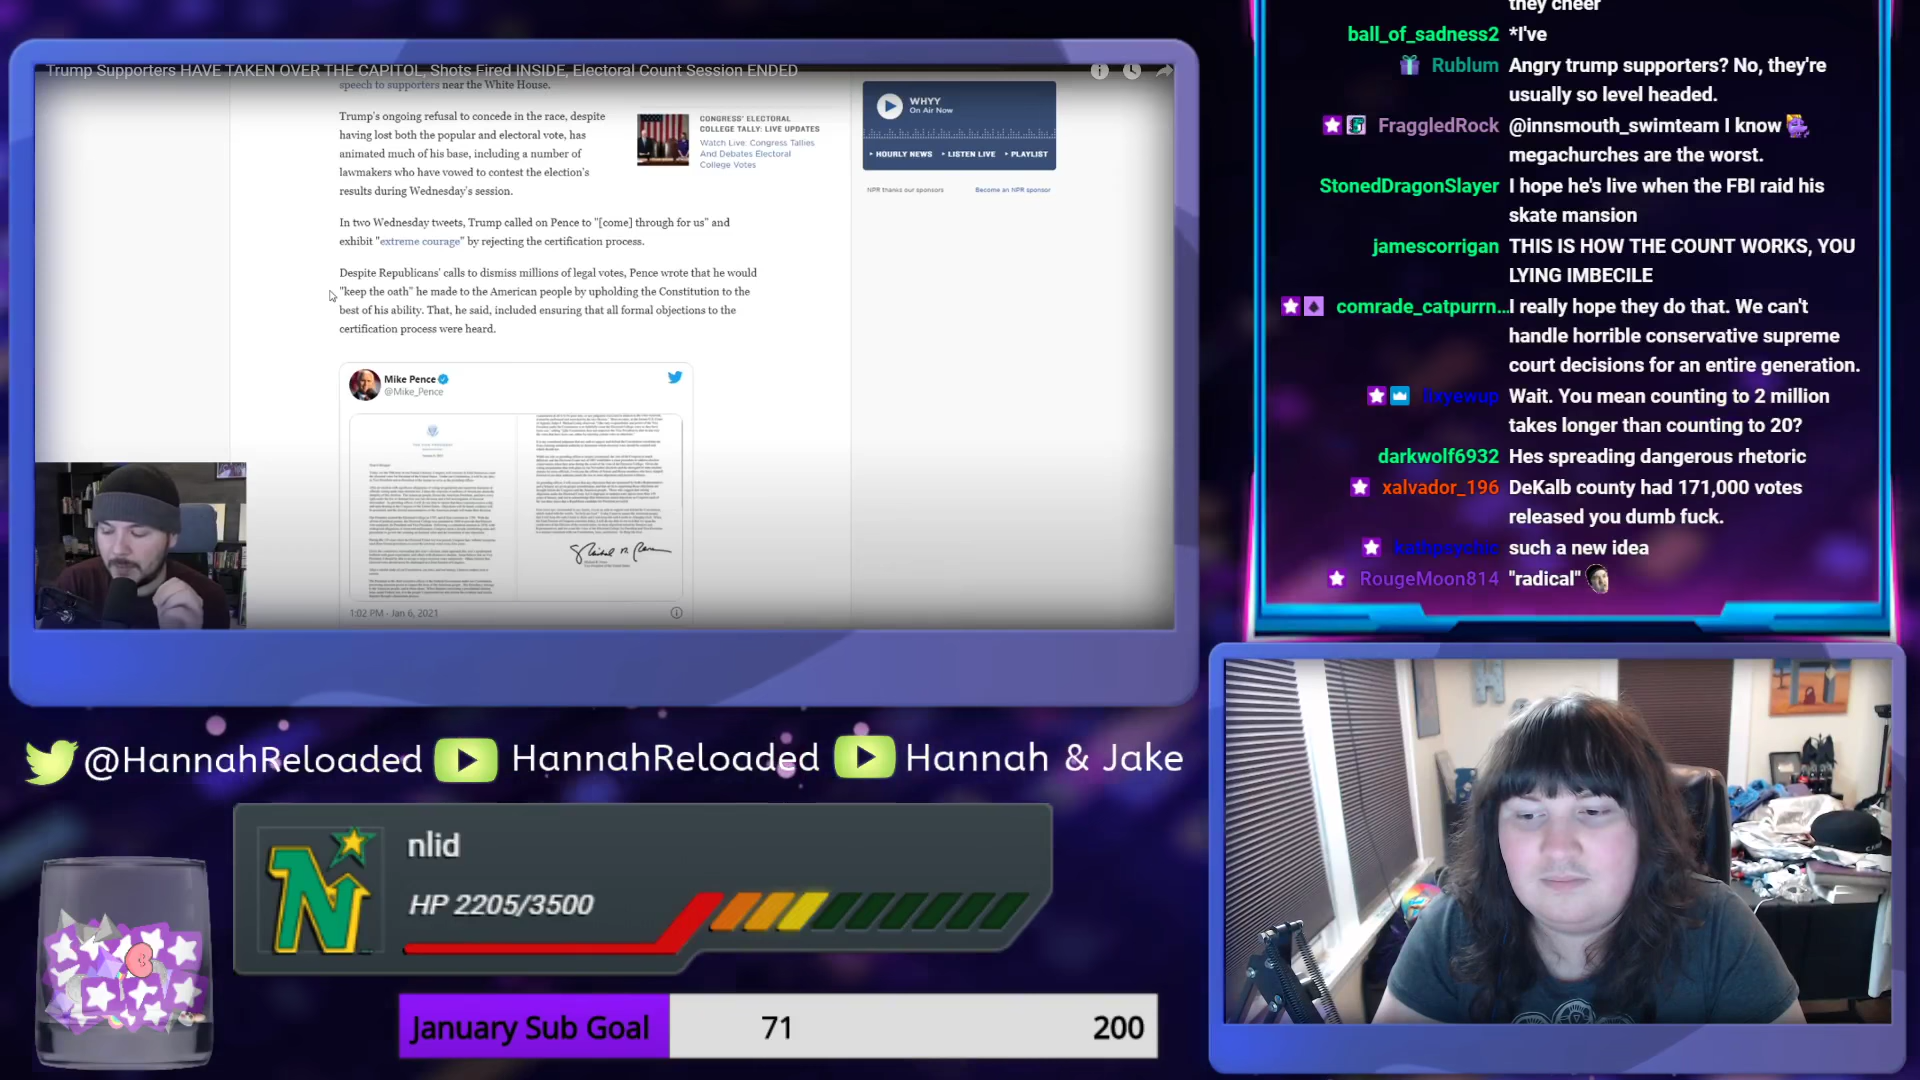 Trump Supporters HAVE TAKEN OVER THE CAPITOL, Shots Fired INSIDE, Electoral Count Session ENDED
speech to supporters near the White House.
Trump's ongoing refusal to concede in the race, despite
having lost both the popular and electoral vote, has
animated much of his base, including a number of
lawmakers who have vowed to contest the election's
results during Wednesday's session.
CONGRESS' ELECTORAL
COLLEGE TALLY: LIVE UPDATES
Watch Live: Congress Tallies
And Debates Electoral
College Votes
In two Wednesday tweets, Trump called on Pence to "[come] through for us" and
exhibit "extreme courage" by rejecting the certification process.
Despite Republicans' calls to dismiss millions of legal votes, Pence wrote that he would
"keep the oath" he made to the American people by upholding the Constitution to the
best of his ability. That, he said, included ensuring that all formal objections to the
certification process were heard.
Mike Pence
@Mike_Pence
1:02 PM - Jan 6, 2021
WHYY
On Air Now
HOURLY NEWS
LISTEN LIVE
PLAYLIST
NPR thanks our sponsors
Become an NPR sponsor
they cheer
ball_of_sadness2 *I've
Rublum Angry trump supporters? No, they're
usually so level headed.
FraggledRock @innsmouth_swimteam I know
megachurches are the worst.
StonedDragonSlayer I hope he's live when the FBI raid his
skate mansion
jamescorrigan THIS IS HOW THE COUNT WORKS, YOU
LYING IMBECILE
comrade_catpurrn... I really hope they do that. We can't
handle horrible conservative supreme
court decisions for an entire generation.
lixyewup Wait. You mean counting to 2 million
takes longer than counting to 20?
darkwolf6932 Hes spreading dangerous rhetoric
xalvador_196 DeKalb county had 171,000 votes
released you dumb fuck.
kathpsychic such a new idea
RougeMoon814 "radical"
@HannahReloaded
HannahReloaded
Hannah & Jake
nlid
HP 2205/3500
January Sub Goal 71 200